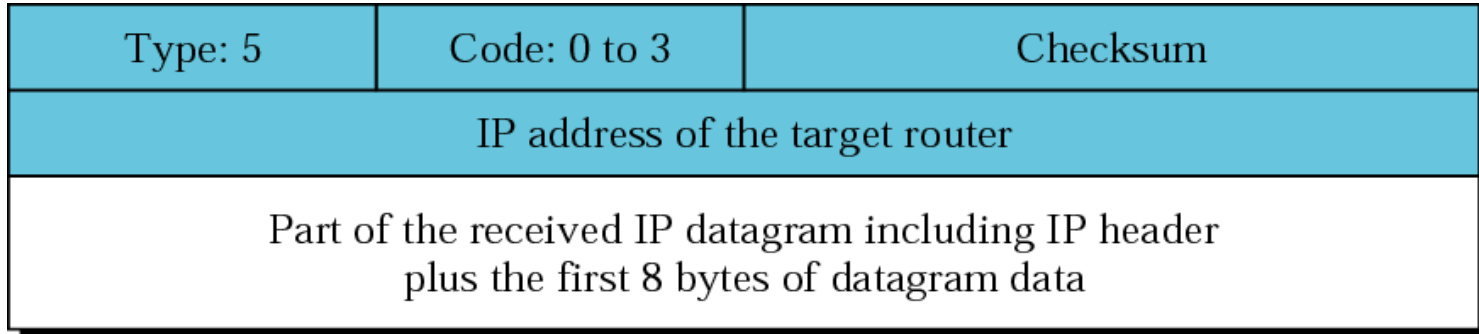 Type: 5 Code: 0 to 3 Checksum
IP address of the target router
Part of the received IP datagram including IP header
plus the first 8 bytes of datagram data